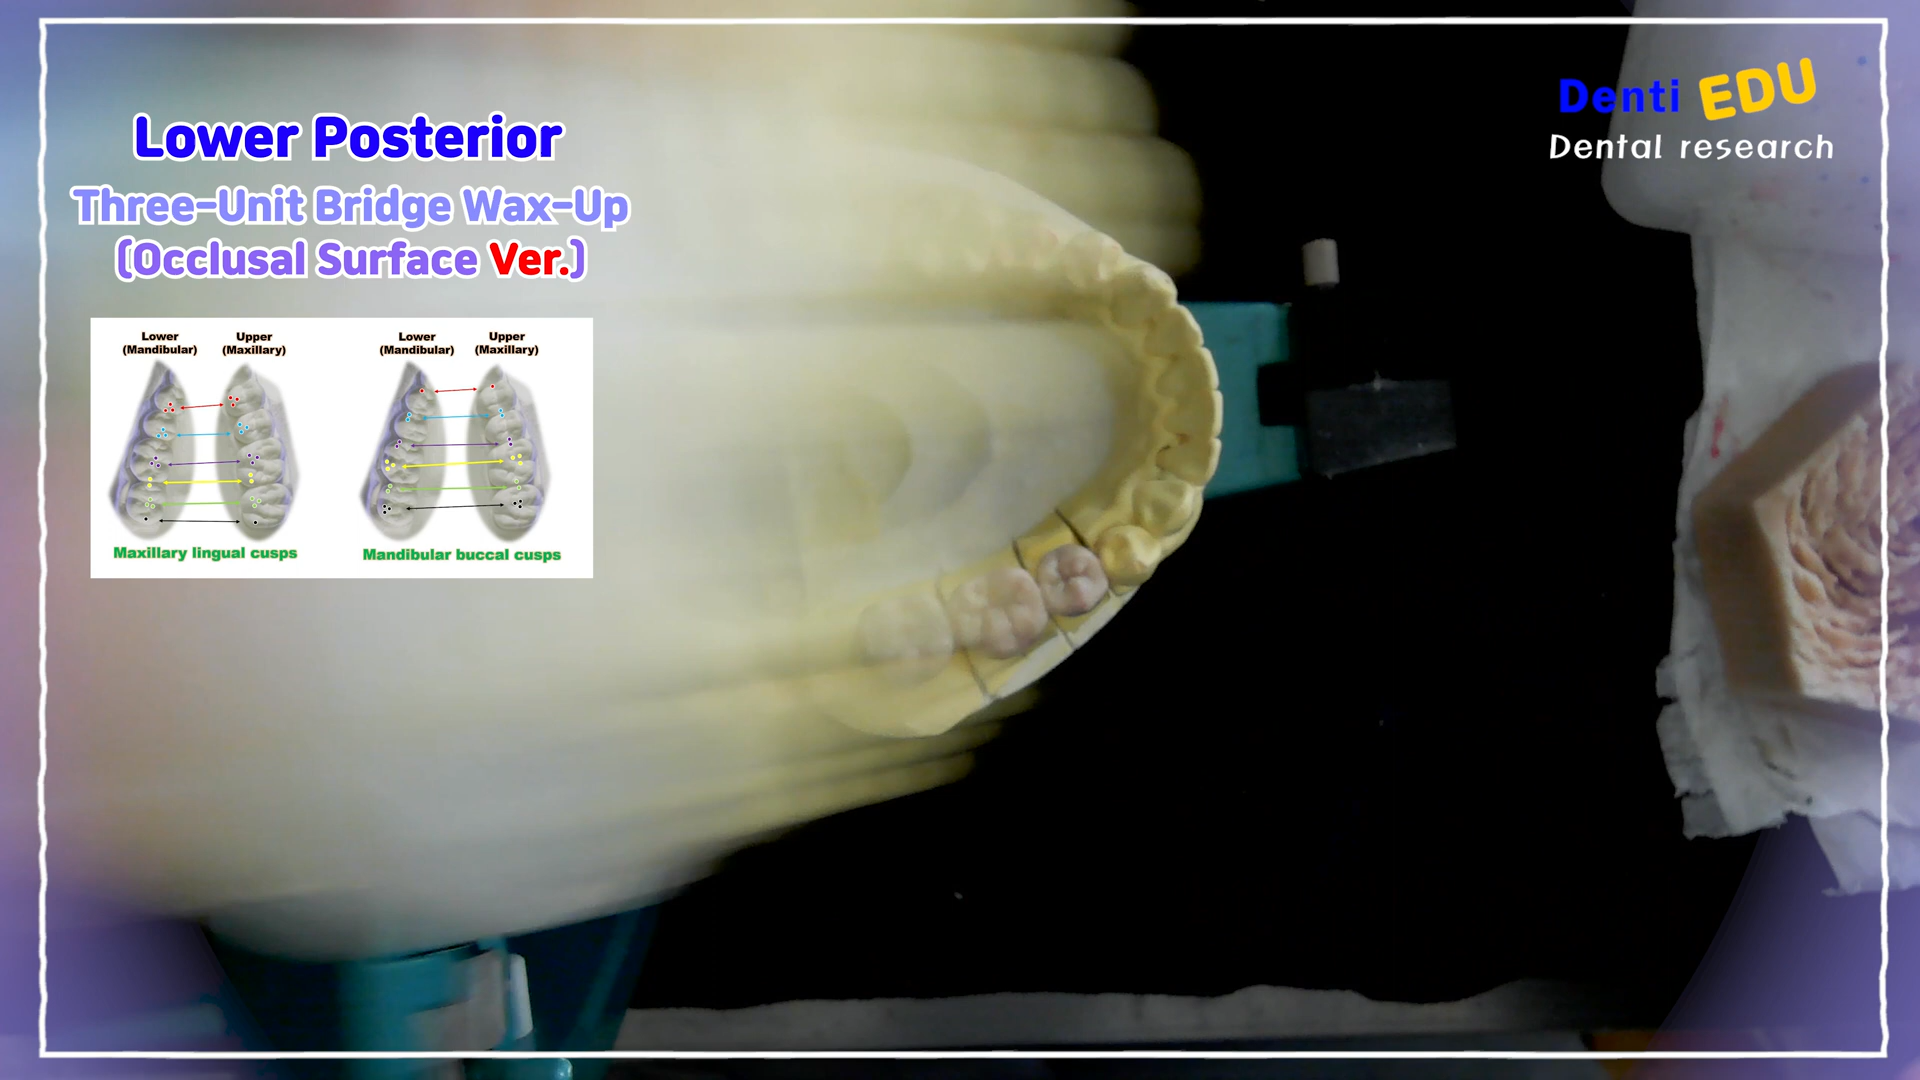 Lower Posterior
Three-Unit Bridge Wax-Up
(Occlusal Surface Ver.)
Denti EDU
Dental research
Lower
(Mandibular)
Upper
(Maxillary)
Maxillary lingual cusps
Lower
(Mandibular)
Upper
(Maxillary)
Mandibular buccal cusps